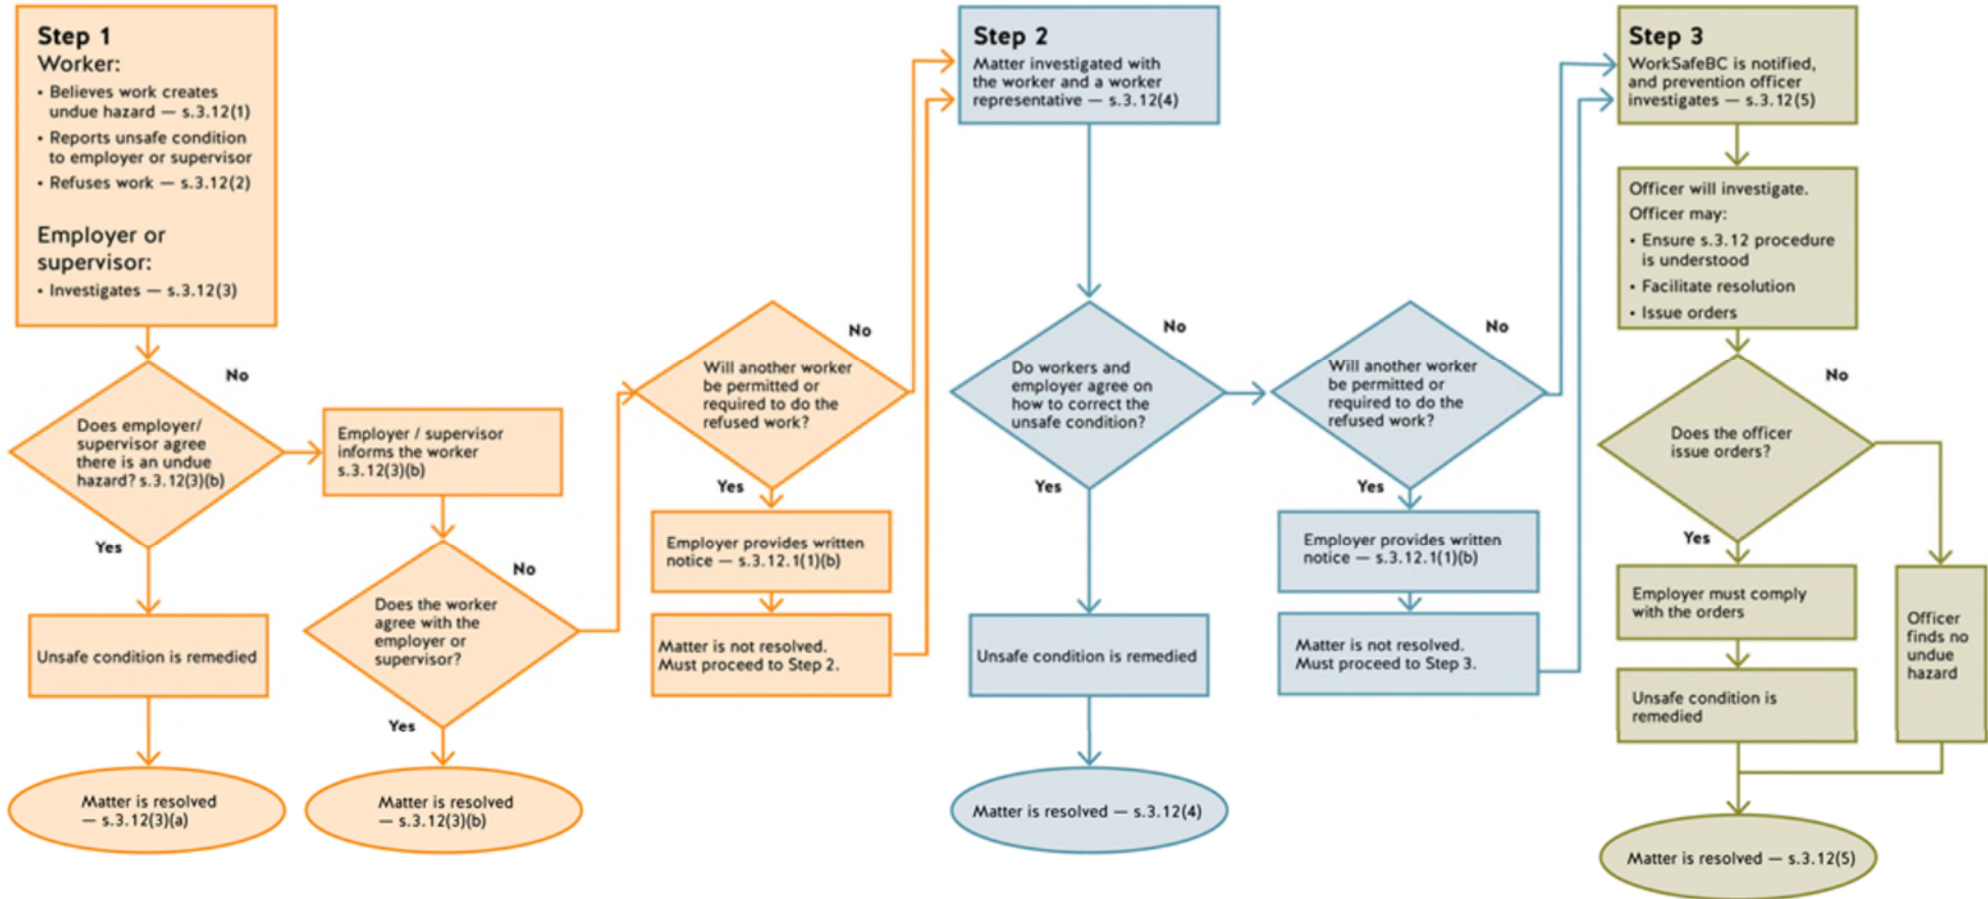 Step 1
Worker:
• Believes work creates
undue hazard — s.3.12(1)
• Reports unsafe condition
to employer or supervisor
• Refuses work — s.3.12(2)
Employer or
supervisor:
• Investigates — s.3.12(3)
No
Does employer/
supervisor agree
there is an undue
hazard? s.3.12(3)(b)
Yes
Unsafe condition is remedied
Matter is resolved
— s.3.12(3)(a)
Employer / supervisor
informs the worker
s.3.12(3)(b)
No
Does the worker
agree with the
employer or
supervisor?
Yes
Matter is resolved
— s.3.12(3)(b)
No
Will another worker
be permitted or
required to do the
refused work?
Yes
Employer provides written
notice — s.3.12.1(1)(b)
Matter is not resolved.
Must proceed to Step 2.
Step 2
Matter investigated with
the worker and a worker
representative — s.3.12(4)
No
Do workers and
employer agree on
how to correct the
unsafe condition?
Yes
Unsafe condition is remedied
Matter is resolved — s.3.12(4)
No
Will another worker
be permitted or
required to do the
refused work?
Yes
Employer provides written
notice — s.3.12.1(1)(b)
Matter is not resolved.
Must proceed to Step 3.
Step 3
WorkSafeBC is notified,
and prevention officer
investigates — s.3.12(5)
Officer will investigate.
Officer may:
• Ensure s.3.12 procedure
is understood
• Facilitate resolution
• Issue orders
No
Does the officer
issue orders?
Yes
Employer must comply
with the orders
Unsafe condition is
remedied
Officer
finds no
undue
hazard
Matter is resolved — s.3.12(5)